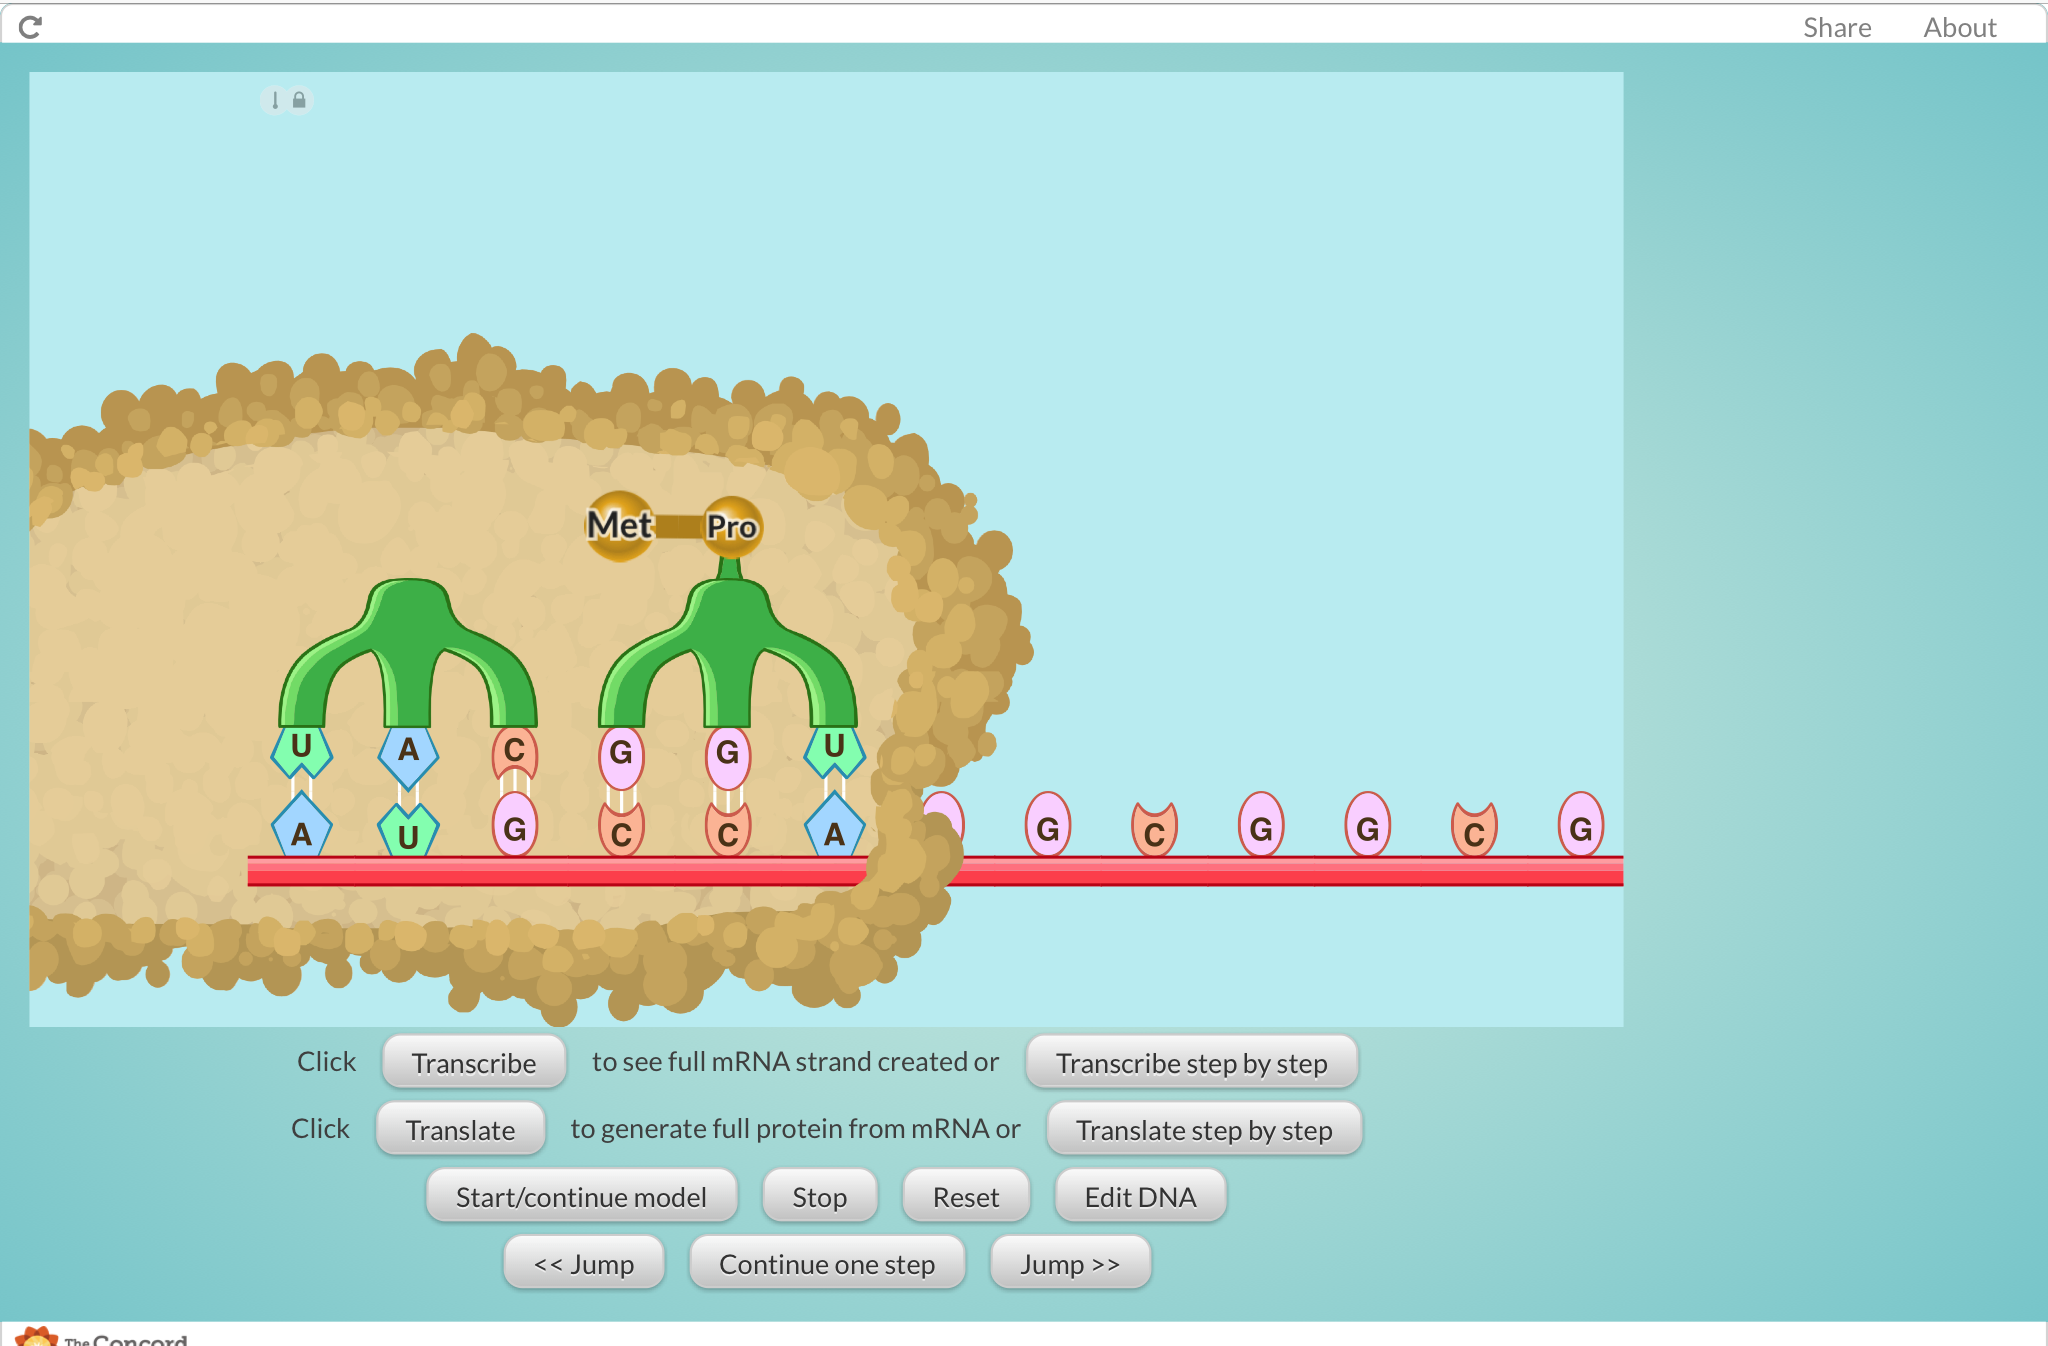 Share About
Met Pro
U A C G G U
A U G C C A G C G G C G
Click Transcribe to see full mRNA strand created or Transcribe step by step
Click Translate to generate full protein from mRNA or Translate step by step
Start/continue model Stop Reset Edit DNA
<< Jump Continue one step Jump >>
The Concord